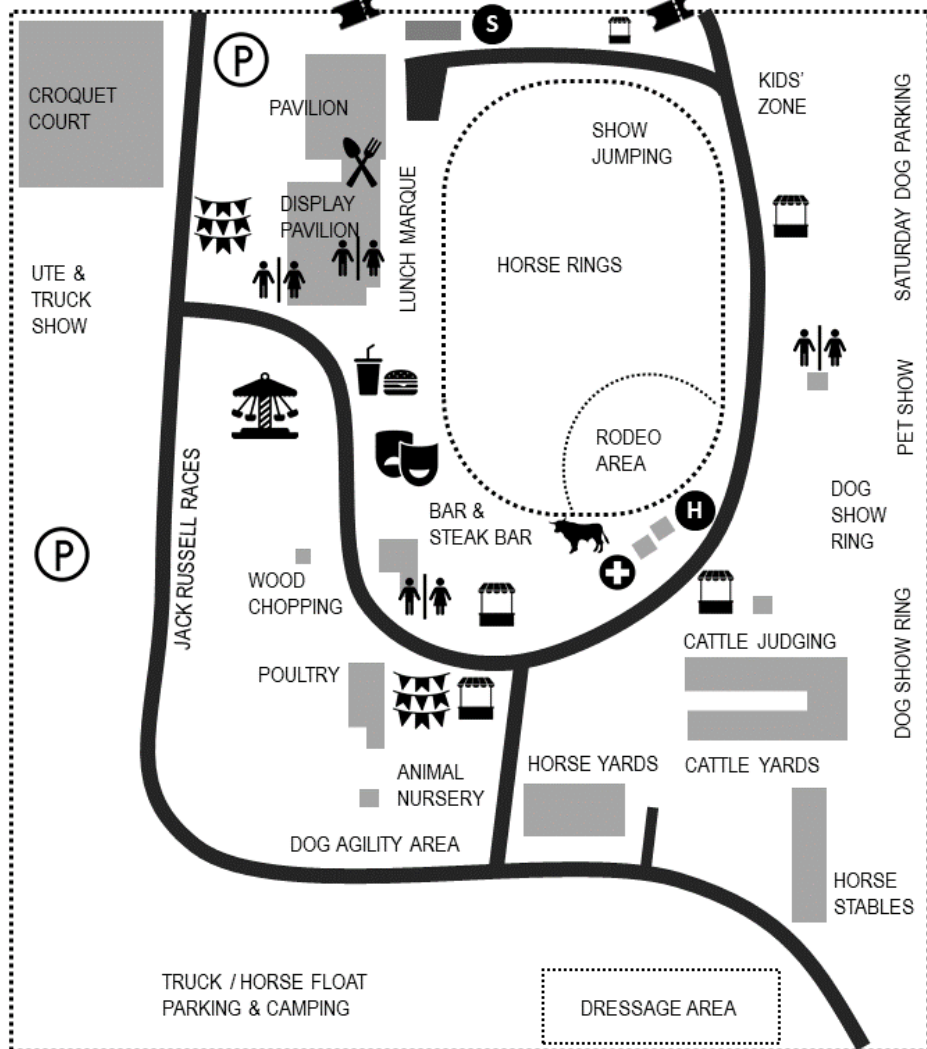 S
P
CROQUET
COURT
PAVILION
KIDS'
ZONE
SHOW
JUMPING
SATURDAY DOG PARKING
DISPLAY
PAVILION
LUNCH MARQUE
HORSE RINGS
UTE &
TRUCK
SHOW
PET SHOW
RODEO
AREA
JACK RUSSELL RACES
BAR &
STEAK BAR
H
DOG
SHOW
RING
P
WOOD
CHOPPING
CATTLE JUDGING
DOG SHOW RING
POULTRY
HORSE YARDS
CATTLE YARDS
ANIMAL
NURSERY
DOG AGILITY AREA
HORSE
STABLES
TRUCK / HORSE FLOAT
PARKING & CAMPING
DRESSAGE AREA